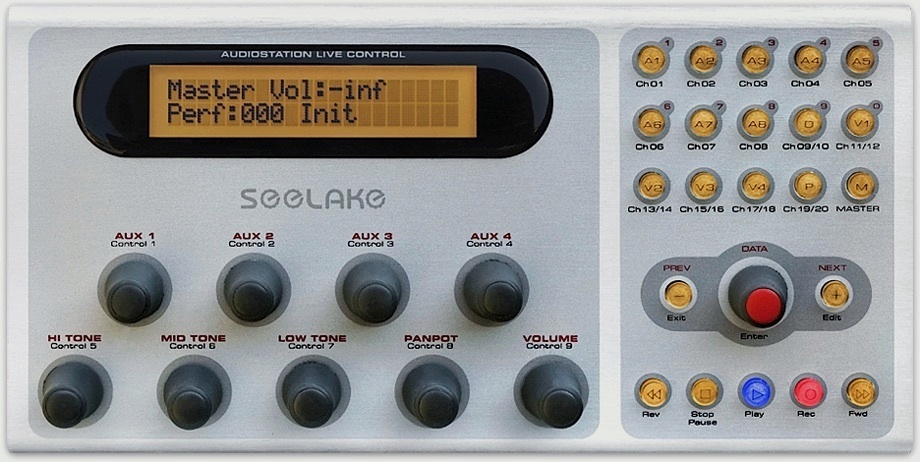 AUDIOSTATION LIVE CONTROL
Master Vol:-inf
Perf:000 Init
SEELAKE
AUX 1 AUX 2 AUX 3 AUX 4
Control 1 Control 2 Control 3 Control 4
HI TONE MID TONE LOW TONE PANPOT VOLUME
Control 5 Control 6 Control 7 Control 8 Control 9
1 2 3 4 5
A1 A2 A3 A4 A5
Ch01 Ch02 Ch03 Ch04 Ch05
6 7 8 9 0
A6 A7 A8 D V1
Ch06 Ch07 Ch08 Ch09/10 Ch11/12
V2 V3 V4 P M
Ch13/14 Ch15/16 Ch17/18 Ch19/20 MASTER
DATA
PREV NEXT
- +
Exit Edit
Enter
Rev Stop Play Rec Fwd
Pause